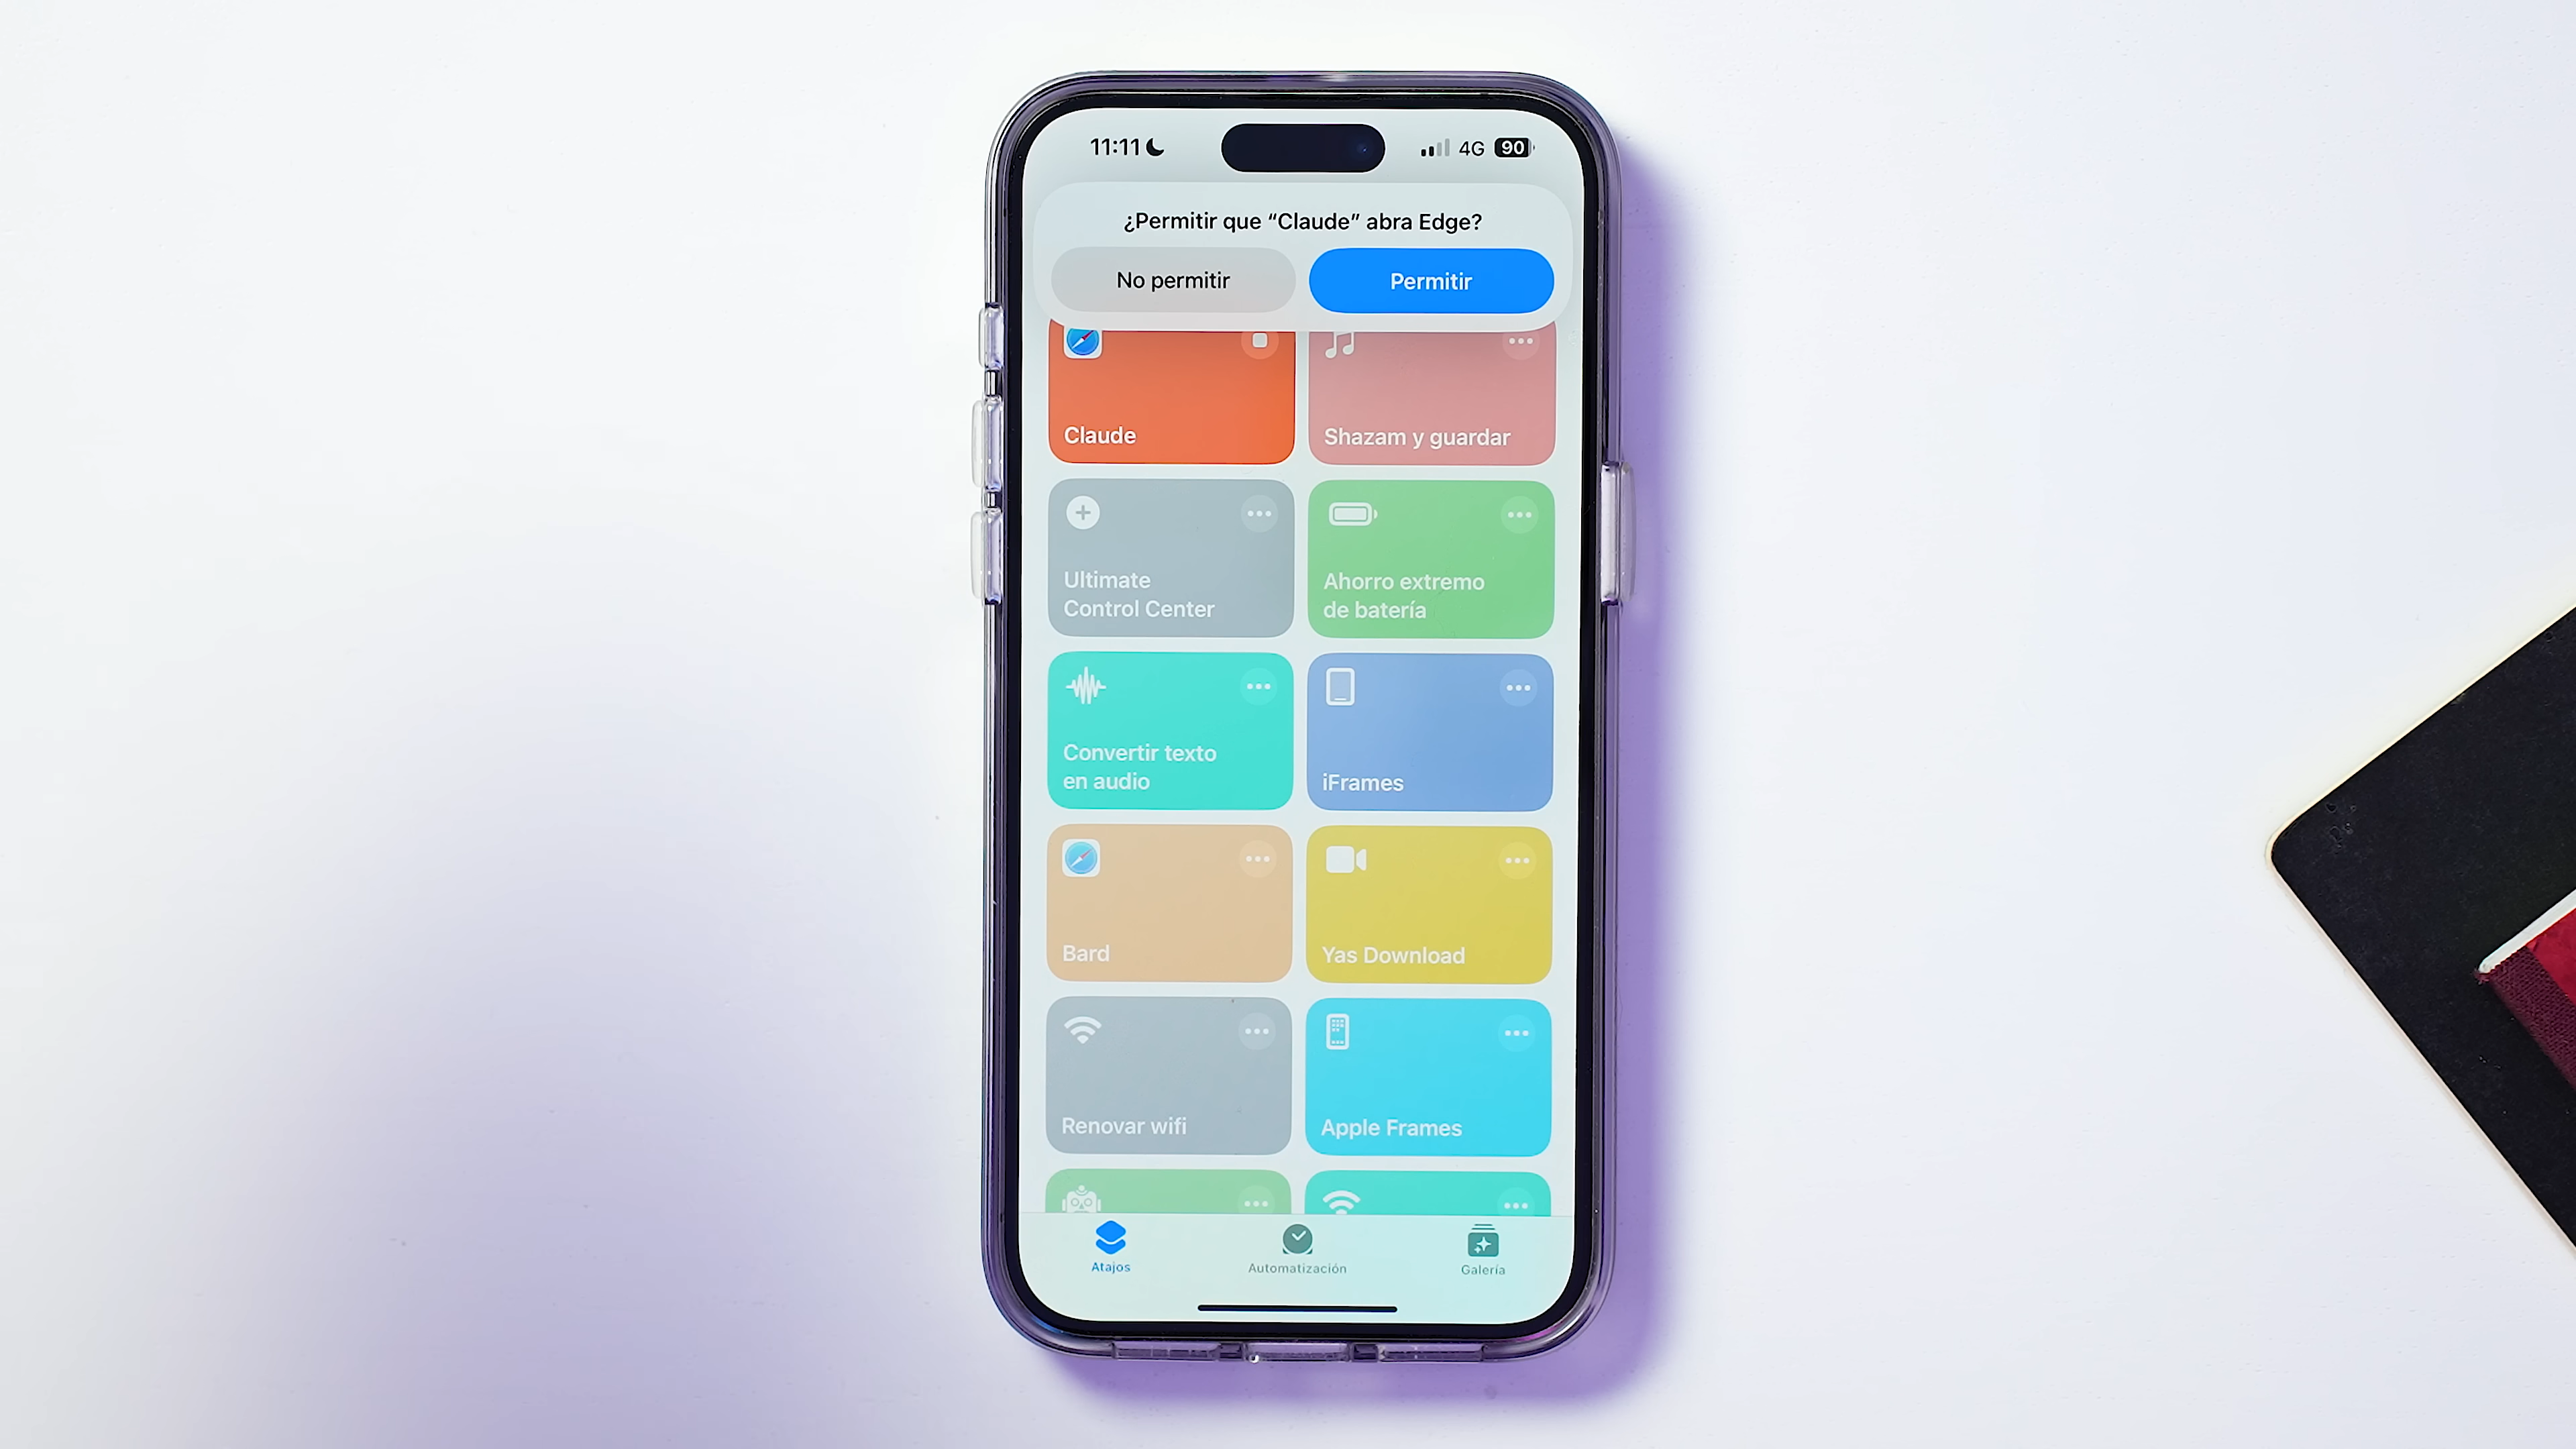 11:11
4G 90
¿Permitir que “Claude” abra Edge?
No permitir
Permitir
Claude
Shazam y guardar
Ultimate
Control Center
Ahorro extremo
de batería
Convertir texto
en audio
iFrames
Bard
Yas Download
Renovar wifi
Apple Frames
Atajos
Automatización
Galería